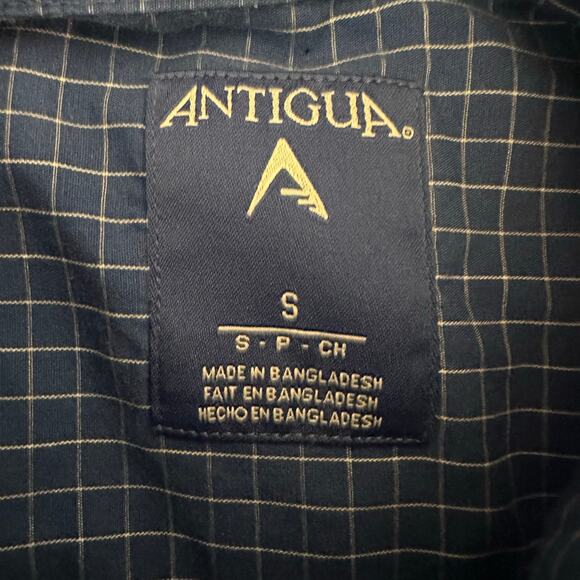 ANTIGUA®
S
S - P - CH
MADE IN BANGLADESH
FAIT EN BANGLADESH
HECHO EN BANGLADESH